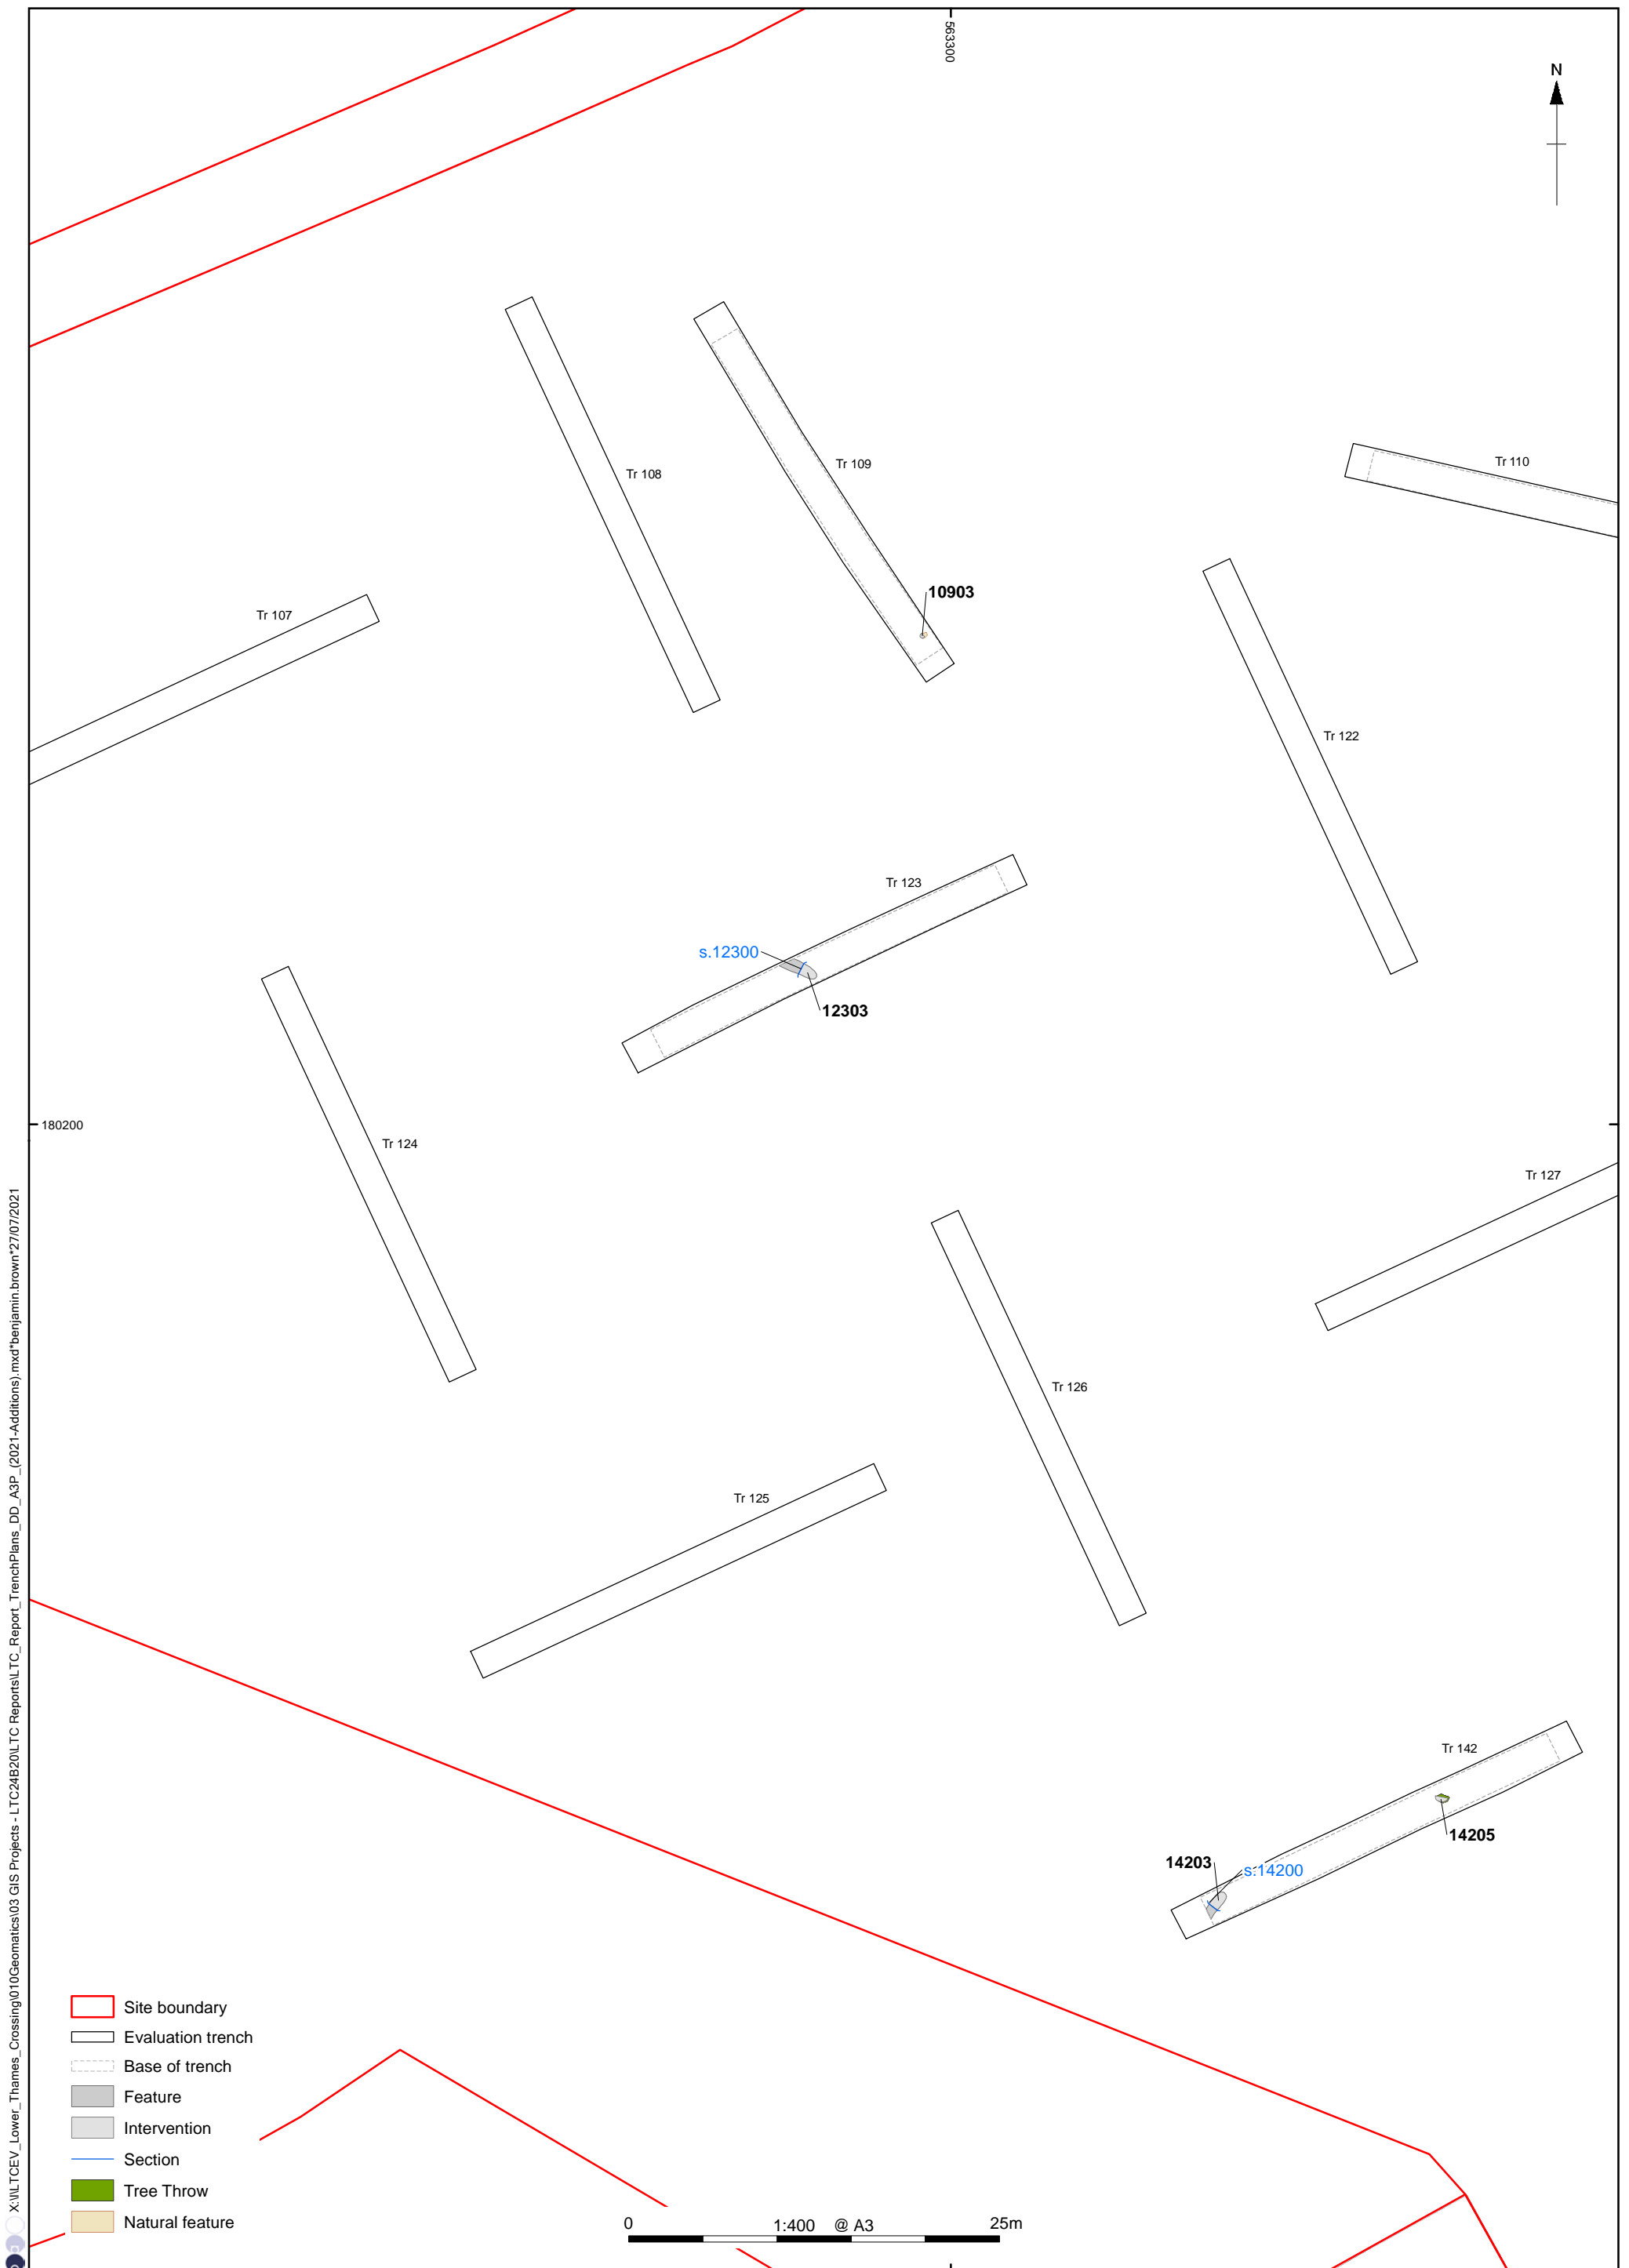 563300
N
Tr 108
Tr 109
Tr 110
10903
Tr 107
Tr 122
Tr 123
s.12300
12303
180200
Tr 124
Tr 127
Tr 126
Tr 125
Tr 142
14205
14203
s.14200
Site boundary
Evaluation trench
Base of trench
Feature
Intervention
Section
Tree Throw
Natural feature
0 1:400 @ A3 25m
X:\l\LTCEV_Lower_Thames_Crossing\010Geomatics\03 GIS Projects - LTC24B20\LTC Reports\LTC_Report_TrenchPlans_DD_A3P_(2021-Additions).mxd*benjamin.brown*27/07/2021